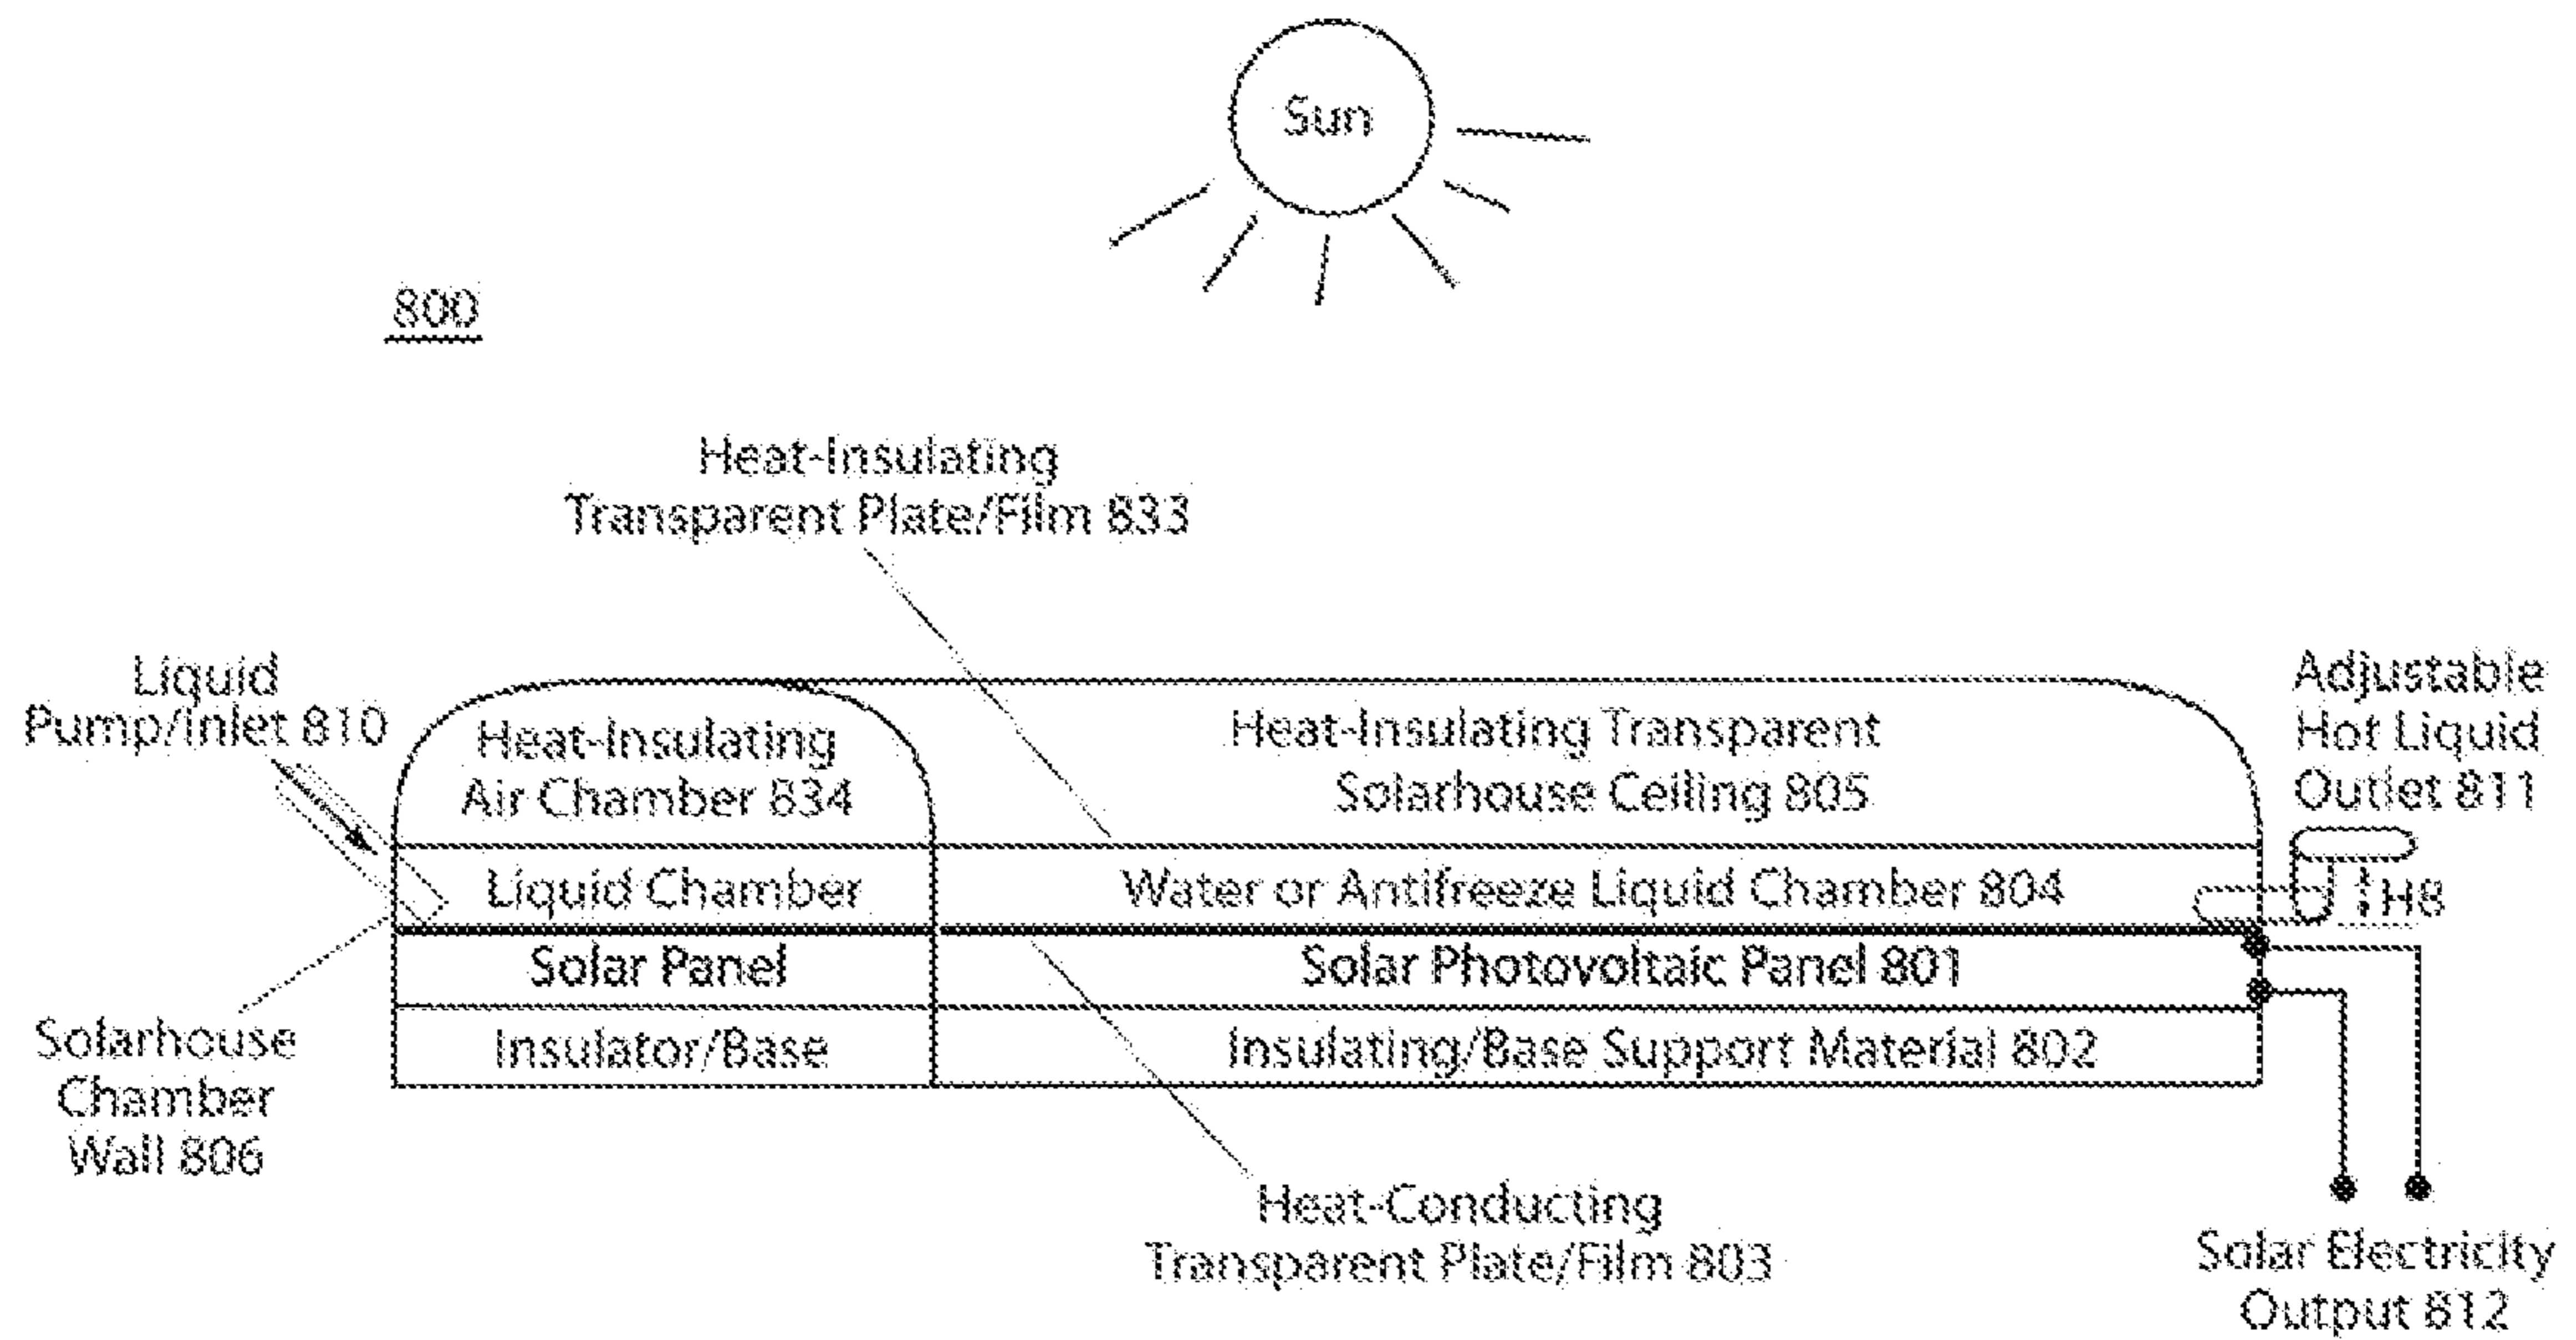 Sun
800
Heat-Insulating
Transparent Plate/Film 833
Liquid
Pump/Inlet 810
Heat-Insulating
Air Chamber 834
Heat-Insulating Transparent
Solarhouse Ceiling 805
Adjustable
Hot Liquid
Outlet 811
Liquid Chamber
Water or Antifreeze Liquid Chamber 804
H8
Solar Panel
Solar Photovoltaic Panel 801
Solarhouse
Chamber
Wall 806
Insulator/Base
Insulating/Base Support Material 802
Heat-Conducting
Transparent Plate/Film 803
Solar Electricity
Output 812